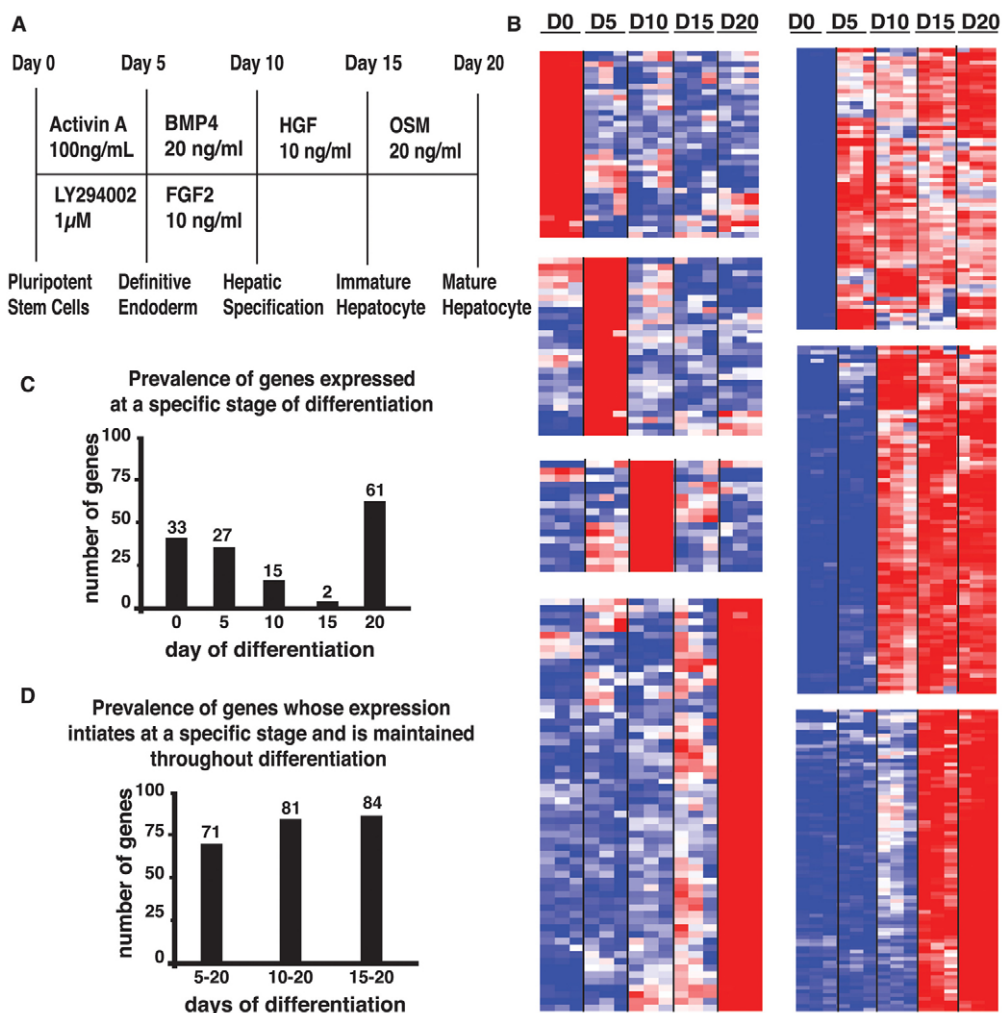 A
Day 0 Day 5 Day 10 Day 15 Day 20
Activin A
100ng/mL
BMP4
20 ng/ml
HGF
10 ng/ml
OSM
20 ng/ml
LY294002
1µM
FGF2
10 ng/ml
Pluripotent
Stem Cells
Definitive
Endoderm
Hepatic
Specification
Immature
Hepatocyte
Mature
Hepatocyte
B
D0 D5 D10 D15 D20
D0 D5 D10 D15 D20
C
Prevalence of genes expressed
at a specific stage of differentiation
number of genes
100
75
50
25
0
33
27
15
2
61
0 5 10 15 20
day of differentiation
D
Prevalence of genes whose expression
intiates at a specific stage and is maintained
throughout differentiation
number of genes
100
75
50
25
0
71
81
84
5-20 10-20 15-20
days of differentiation